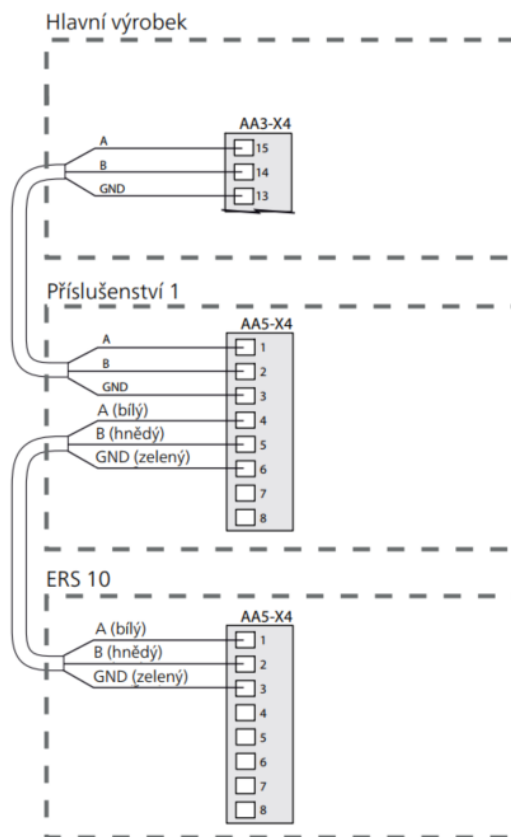 Hlavní výrobek
AA3-X4
A
15
B
14
GND
13
Příslušenství 1
AA5-X4
A
1
B
2
GND
3
A (bílý)
4
B (hnědý)
5
GND (zelený)
6
7
8
ERS 10
AA5-X4
A (bílý)
1
B (hnědý)
2
GND (zelený)
3
4
5
6
7
8